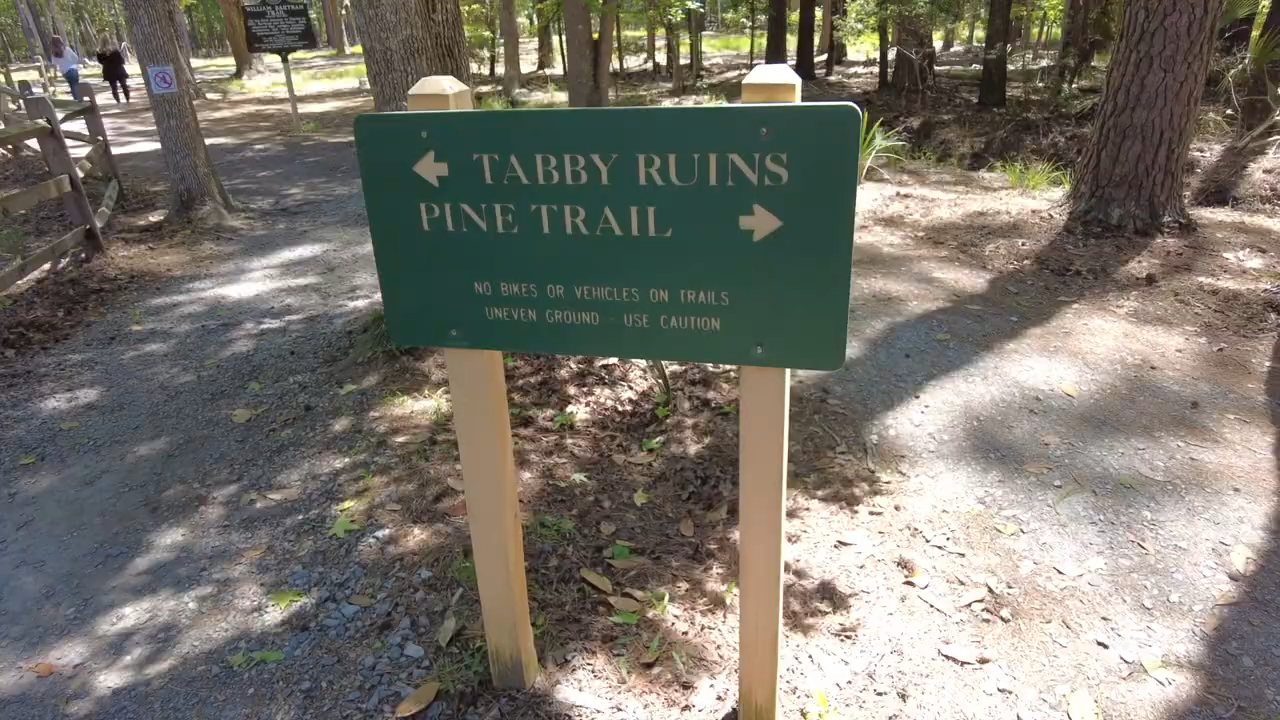 WILLIAM BARTRAM
TRAIL
← TABBY RUINS
PINE TRAIL →
NO BIKES OR VEHICLES ON TRAILS
UNEVEN GROUND - USE CAUTION